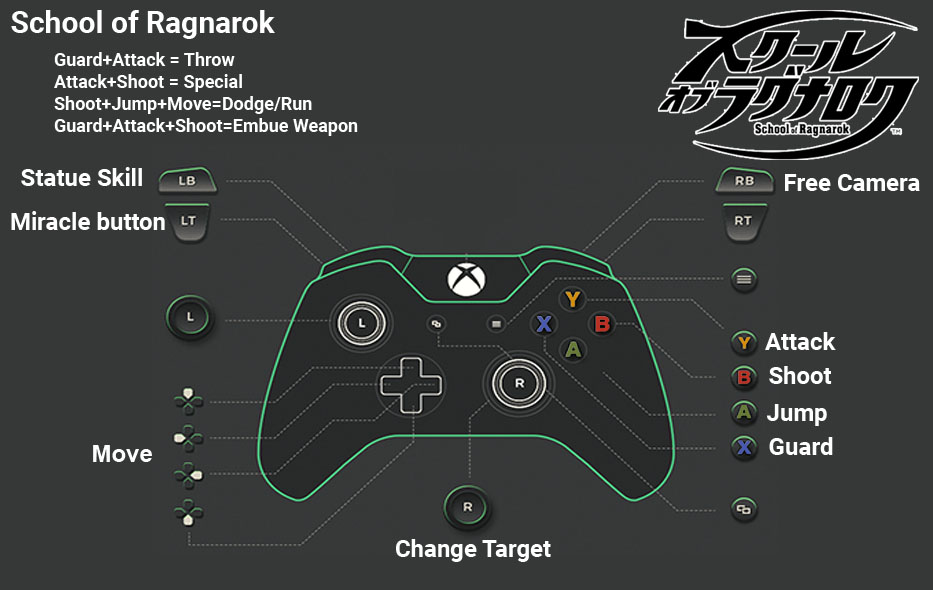 School of Ragnarok
Guard+Attack = Throw
Attack+Shoot = Special
Shoot+Jump+Move=Dodge/Run
Guard+Attack+Shoot=Embue Weapon
スクール
オブラグナロク
School of Ragnarok
TM
Statue Skill
LB
RB
Free Camera
Miracle button
LT
RT
L
L
Y
X
B
A
R
Y
Attack
B
Shoot
A
Jump
X
Guard
Move
R
Change Target